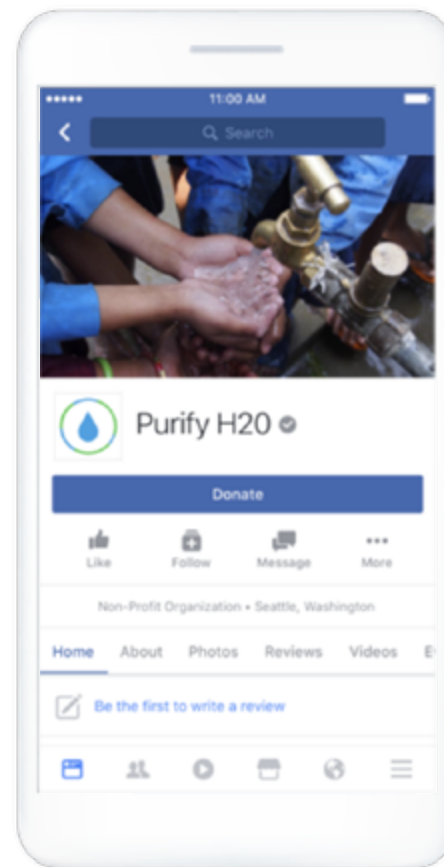 11:00 AM
Search
Purify H20
Donate
Like Follow Message More
Non-Profit Organization • Seattle, Washington
Home About Photos Reviews Videos E
Be the first to write a review